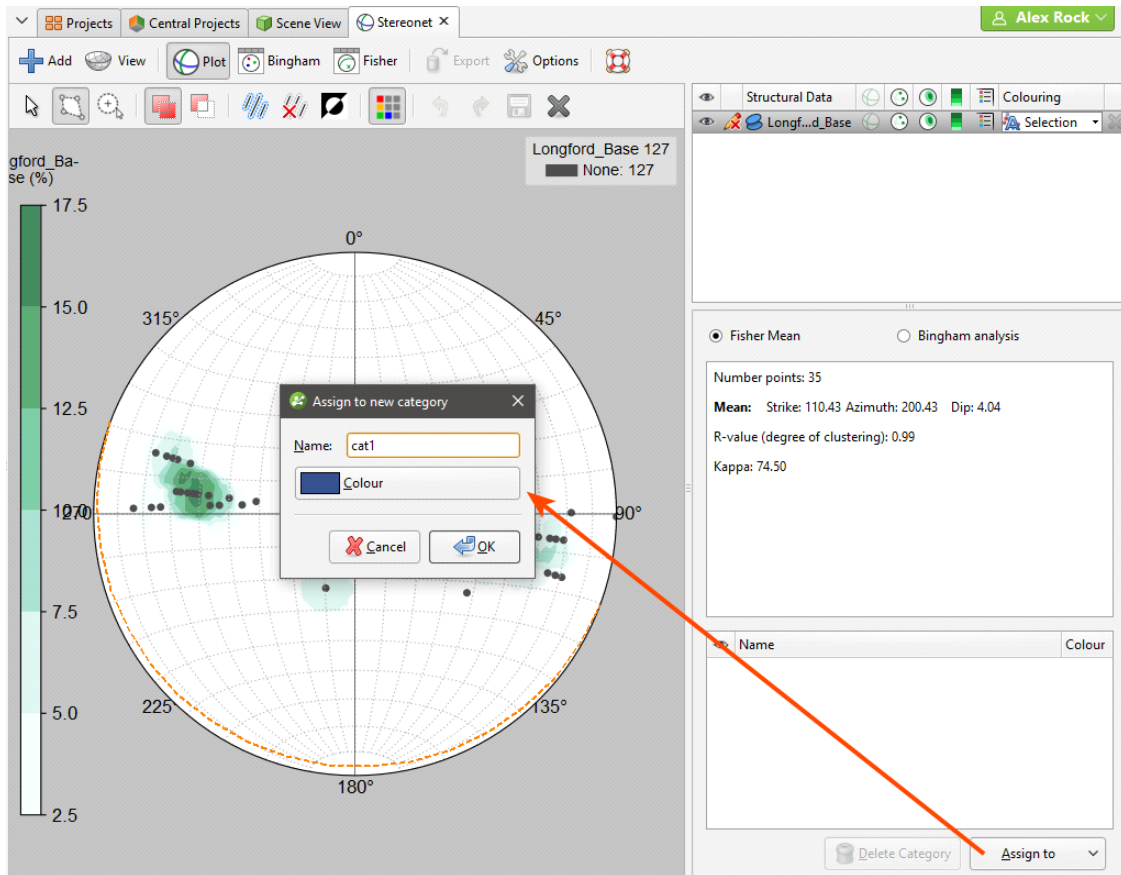 Projects Central Projects Scene View Stereonet Alex Rock
Add View Plot Bingham Fisher Export Options
Structural Data Colouring
Longf...d_Base Selection
gford_Ba-
se (%)
Longford_Base 127
None: 127
17.5
15.0
12.5
10.0
7.5
5.0
2.5
0°
45°
90°
135°
180°
225°
270
315°
Assign to new category
Name: cat1
Colour
Cancel OK
Fisher Mean Bingham analysis
Number points: 35
Mean: Strike: 110.43 Azimuth: 200.43 Dip: 4.04
R-value (degree of clustering): 0.99
Kappa: 74.50
Name Colour
Delete Category Assign to